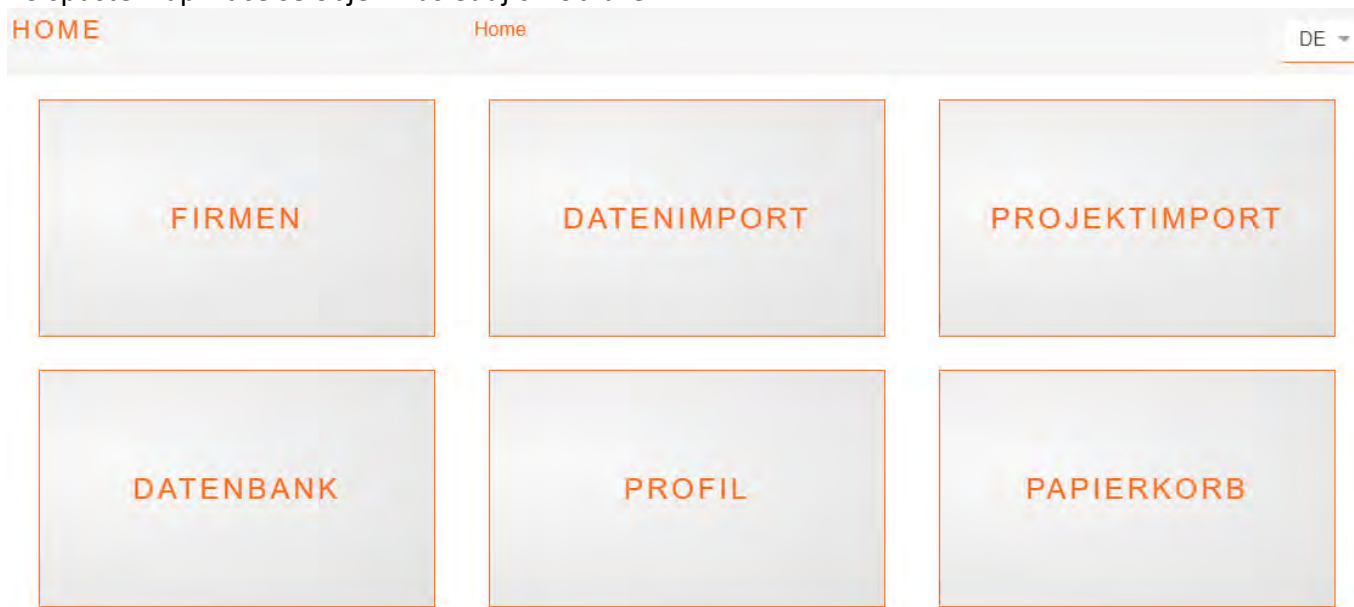 HOME
Home
DE
FIRMEN
DATENIMPORT
PROJEKTIMPORT
DATENBANK
PROFIL
PAPIERKORB